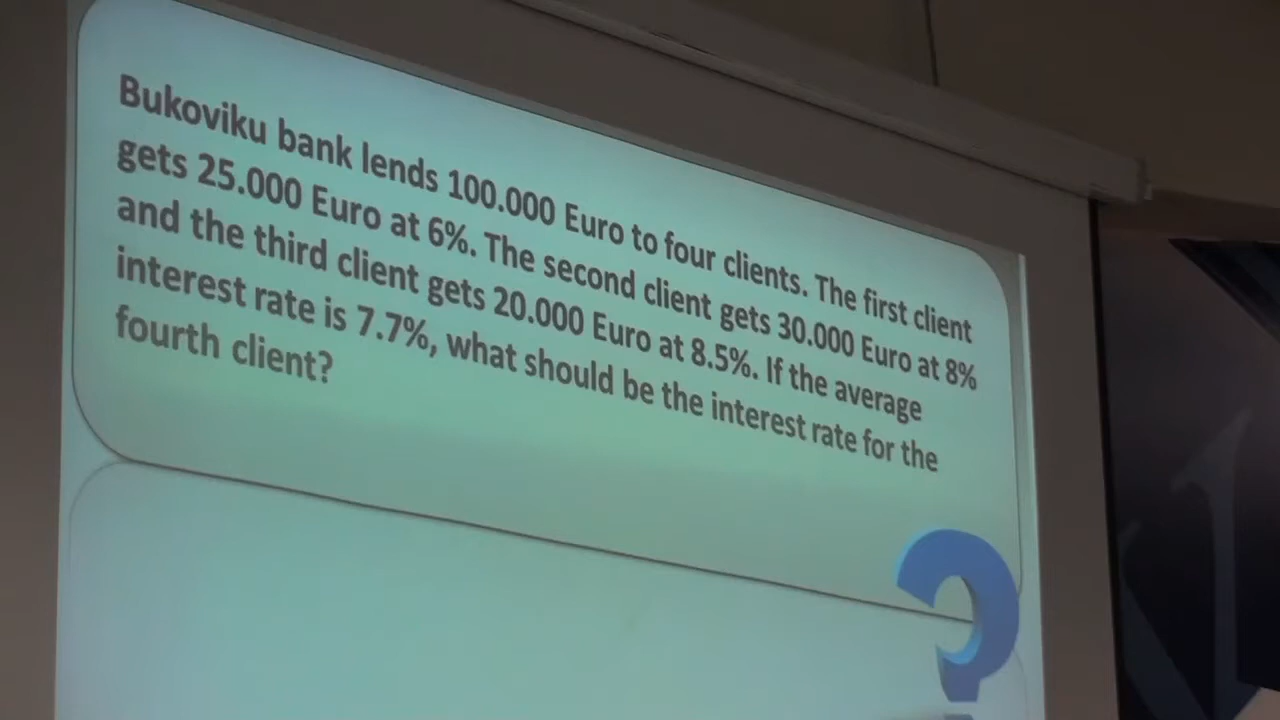 Bukoviku bank lends 100.000 Euro to four clients. The first client
gets 25.000 Euro at 6%. The second client gets 30.000 Euro at 8%
and the third client gets 20.000 Euro at 8.5%. If the average
interest rate is 7.7%, what should be the interest rate for the
fourth client?